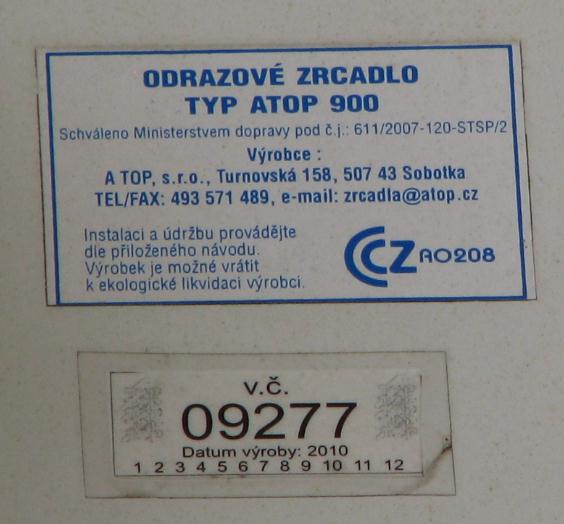 ODRAZOVÉ ZRCADLO
TYP ATOP 900
Schváleno Ministerstvem dopravy pod č.j.: 611/2007-120-STSP/2
Výrobce :
A TOP, s.r.o., Turnovská 158, 507 43 Sobotka
TEL/FAX: 493 571 489, e-mail: zrcadla@atop.cz
Instalaci a údržbu provádějte
dle přiloženého návodu.
Výrobek je možné vrátit
k ekologické likvidaci výrobci.
CCZ AO208
V.Č.
09277
Datum výroby: 2010
1 2 3 4 5 6 7 8 9 10 11 12